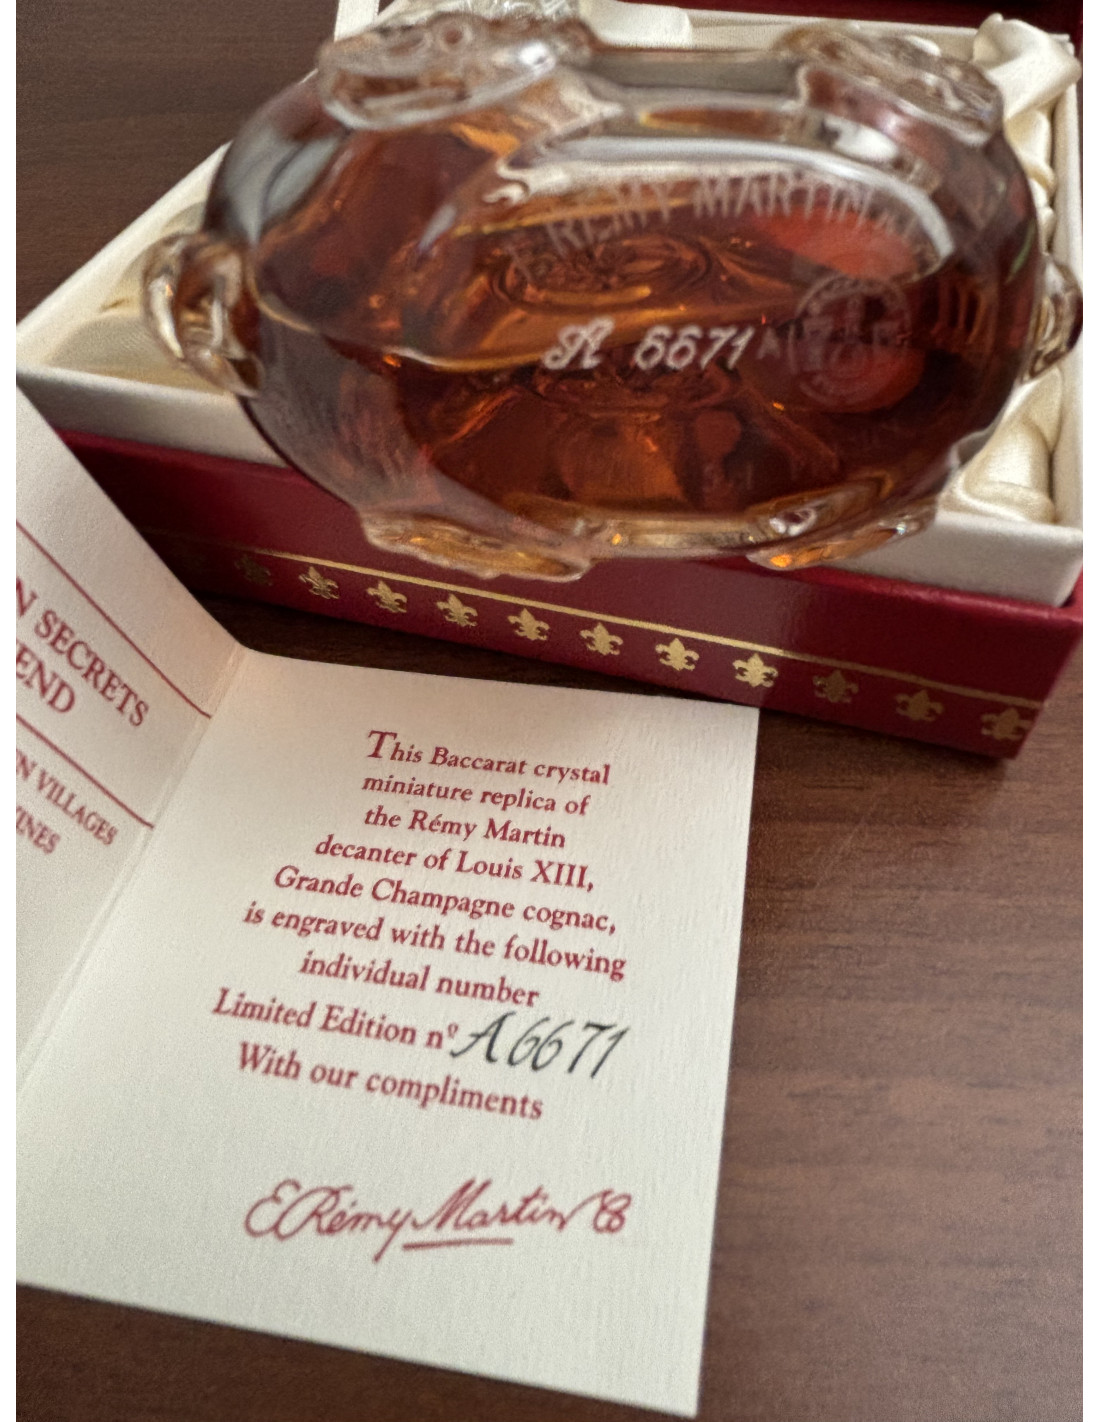 E. RÉMY MARTIN & Co
A 6671
N SECRETS
END
N VILLAGES
INES
This Baccarat crystal
miniature replica of
the Rémy Martin
decanter of Louis XIII,
Grande Champagne cognac,
is engraved with the following
individual number
Limited Edition nº A6671
With our compliments
E. Rémy Martin & Co